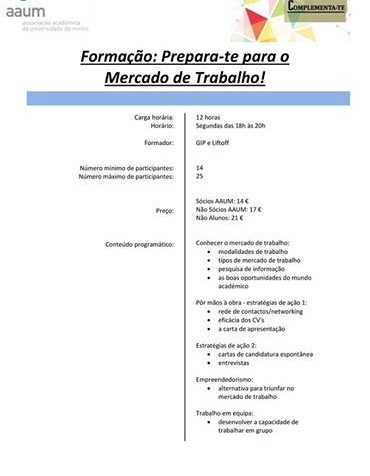 aaum
associação académica
da universidade do minho
COMPLEMENTA-TE
Formação: Prepara-te para o
Mercado de Trabalho!
Carga horária: 12 horas
Horário: Segundas das 18h às 20h
Formador: GIP e Liftoff
Número mínimo de participantes: 14
Número máximo de participantes: 25
Sócios AAUM: 14 €
Preço: Não Sócios AAUM: 17 €
Não Alunos: 21 €
Conteúdo programático: Conhecer o mercado de trabalho:
• modalidades de trabalho
• tipos de mercado de trabalho
• pesquisa de informação
• as boas oportunidades do mundo
académico
Pôr mãos à obra - estratégias de ação 1:
• rede de contactos/networking
• eficácia dos CV's
• a carta de apresentação
Estratégias de ação 2:
• cartas de candidatura espontânea
• entrevistas
Empreendedorismo:
• alternativa para triunfar no
mercado de trabalho
Trabalho em equipa:
• desenvolver a capacidade de
trabalhar em grupo